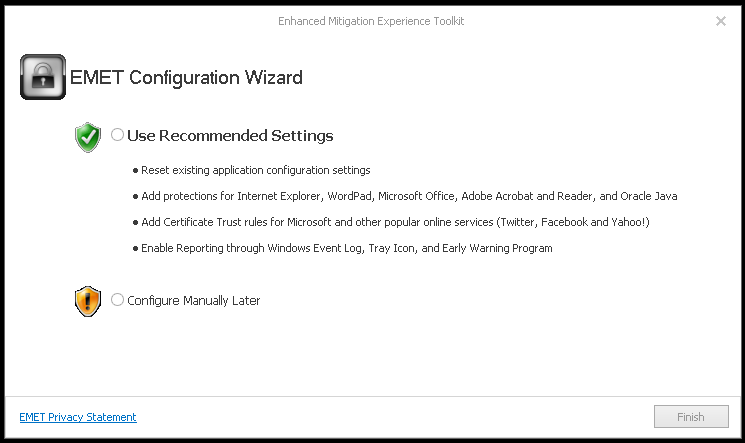 Enhanced Mitigation Experience Toolkit
EMET Configuration Wizard
Use Recommended Settings
• Reset existing application configuration settings
• Add protections for Internet Explorer, WordPad, Microsoft Office, Adobe Acrobat and Reader, and Oracle Java
• Add Certificate Trust rules for Microsoft and other popular online services (Twitter, Facebook and Yahoo!)
• Enable Reporting through Windows Event Log, Tray Icon, and Early Warning Program
Configure Manually Later
EMET Privacy Statement
Finish